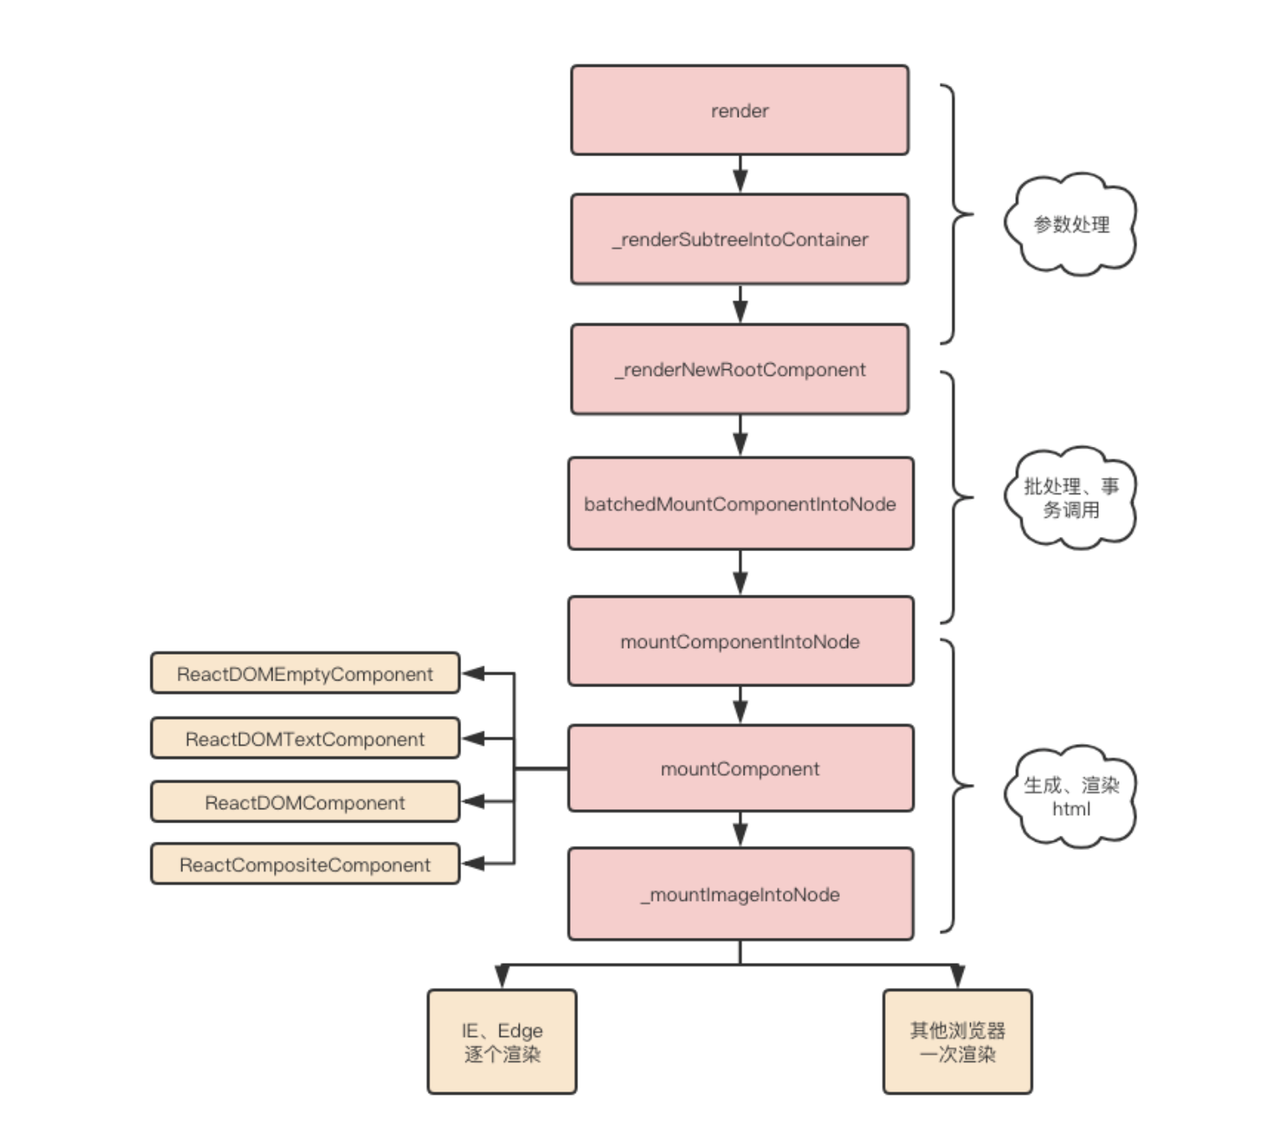 render
_renderSubtreeIntoContainer
参数处理
_renderNewRootComponent
batchedMountComponentIntoNode
批处理、事
务调用
mountComponentIntoNode
ReactDOMEmptyComponent
ReactDOMTextComponent
ReactDOMComponent
ReactCompositeComponent
mountComponent
生成、渲染
html
_mountImageIntoNode
IE、Edge
逐个渲染
其他浏览器
一次渲染